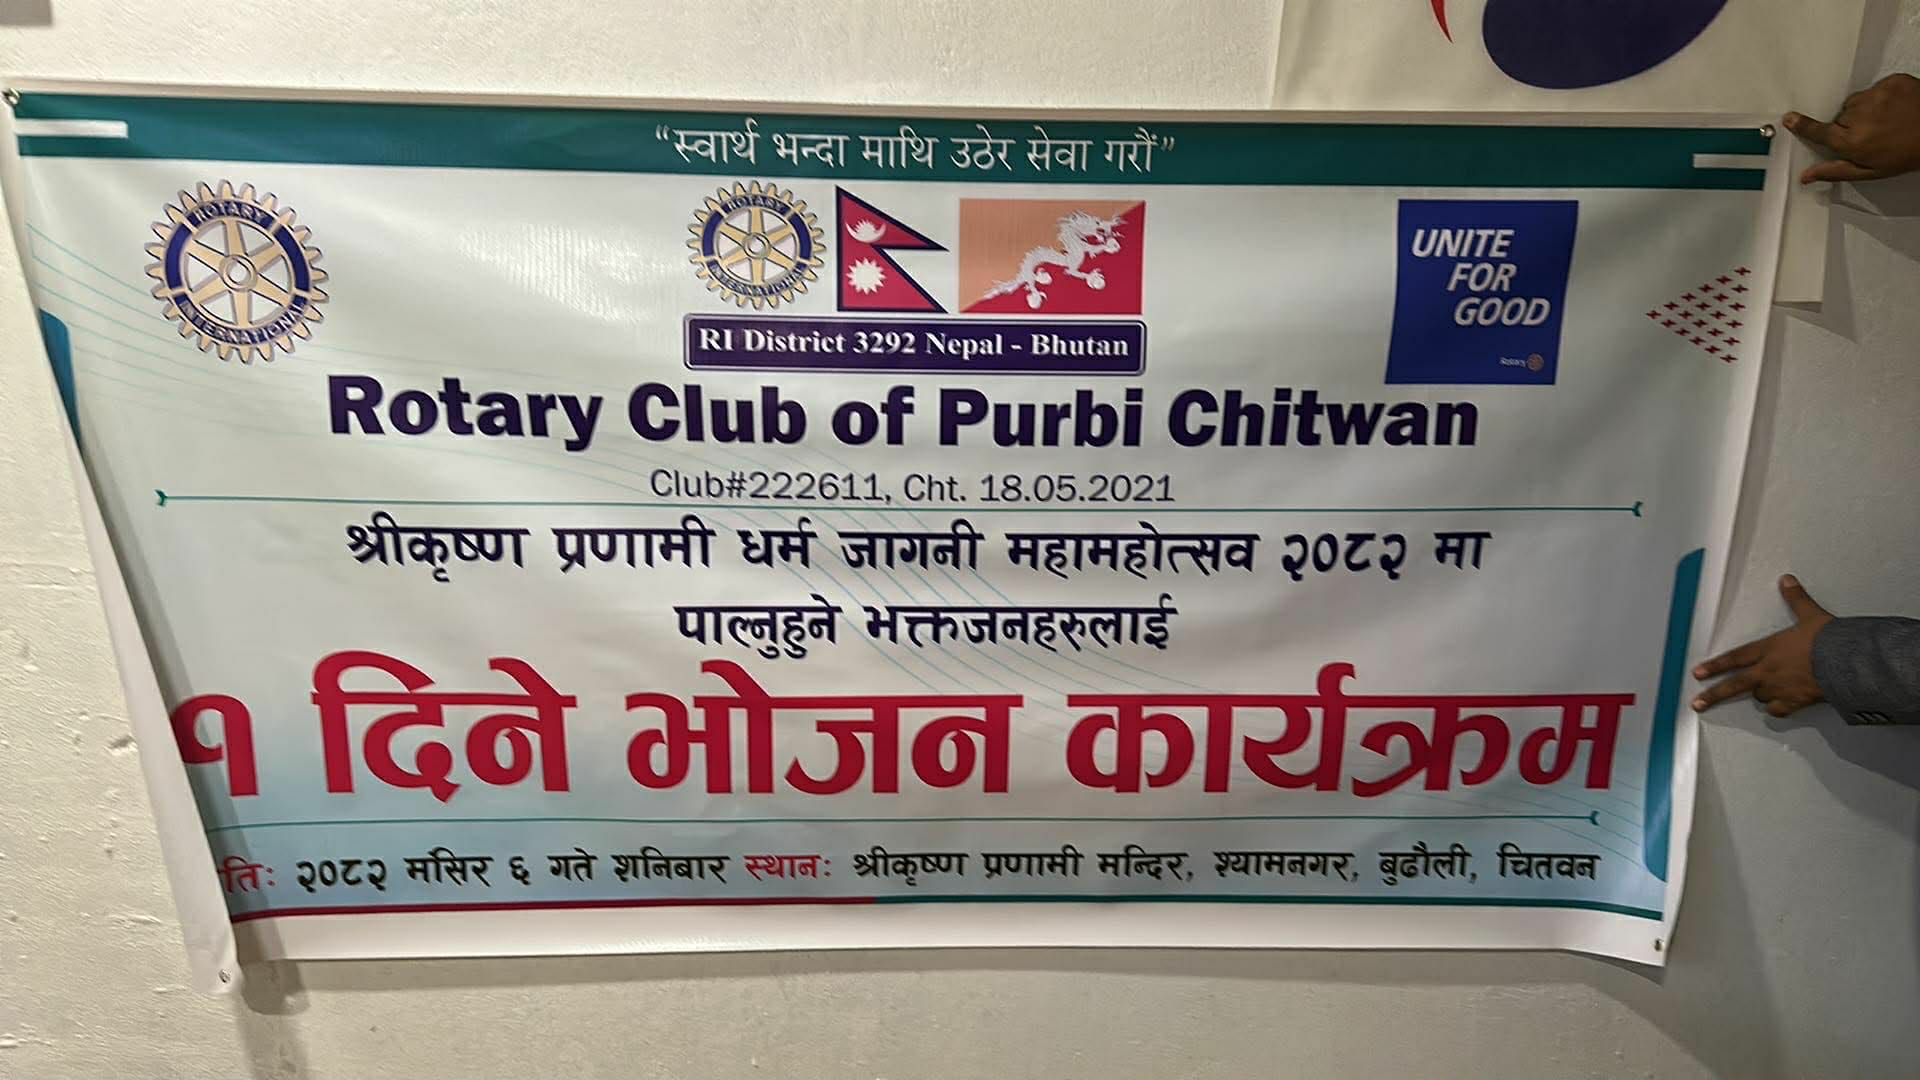 “स्वार्थ भन्दा माथि उठेर सेवा गरौं”
ROTARY
INTERNATIONAL
ROTARY
INTERNATIONAL
UNITE
FOR
GOOD
Rotary
RI District 3292 Nepal - Bhutan
Rotary Club of Purbi Chitwan
Club#222611, Cht. 18.05.2021
श्रीकृष्ण प्रणामी धर्म जागनी महामहोत्सव २०८२ मा
पाल्नुहुने भक्तजनहरुलाई
१ दिने भोजन कार्यक्रम
ति: २०८२ मंसिर ६ गते शनिबार स्थान: श्रीकृष्ण प्रणामी मन्दिर, श्यामनगर, बुढौली, चितवन